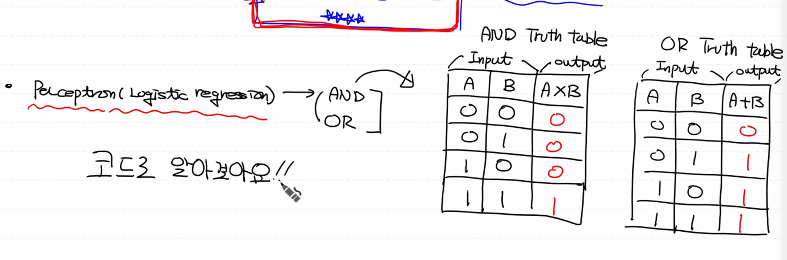 • Perceptron(Logistic regression) → (AND
OR]
코드로 알아보아요!!
AND Truth table
Input output
A B A×B
0 0 0
0 1 0
1 0 0
1 1 1
OR Truth table
Input output
A B A+B
0 0 0
0 1 1
1 0 1
1 1 1